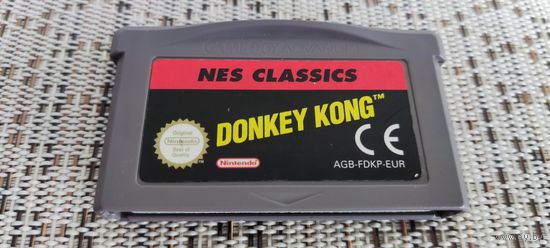 GAME BOY ADVANCE
NES CLASSICS
DONKEY KONG™
Original
Nintendo
Seal of
Quality
Nintendo
CE
AGB-FDKP-EUR